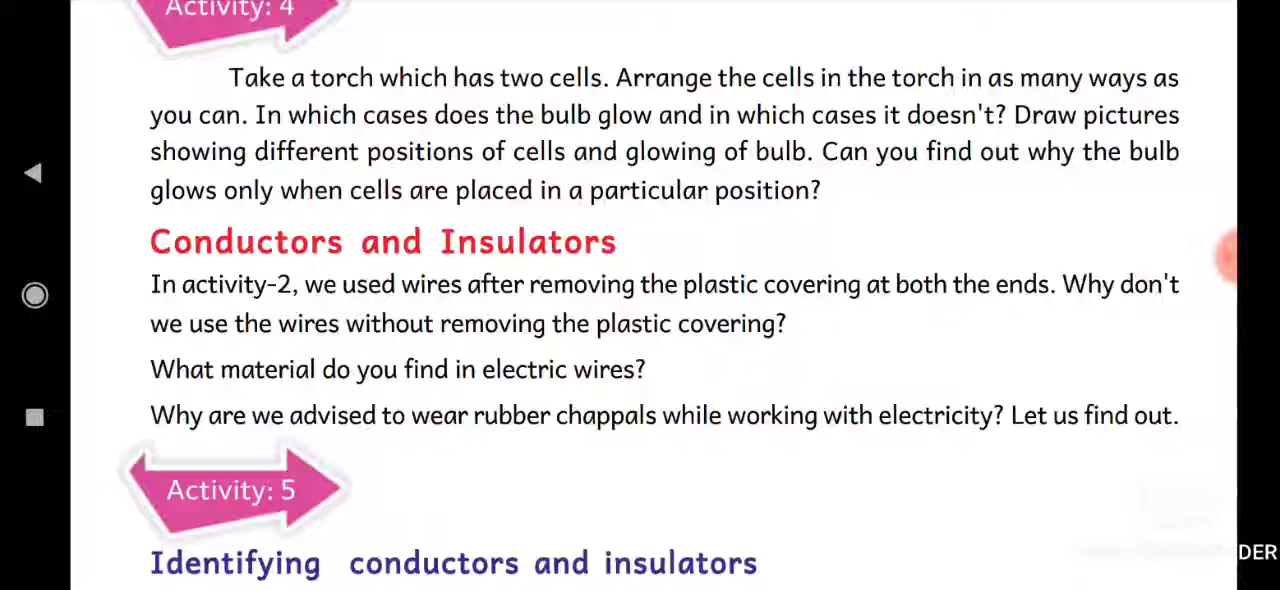 Activity: 4
Take a torch which has two cells. Arrange the cells in the torch in as many ways as
you can. In which cases does the bulb glow and in which cases it doesn't? Draw pictures
showing different positions of cells and glowing of bulb. Can you find out why the bulb
glows only when cells are placed in a particular position?
Conductors and Insulators
In activity-2, we used wires after removing the plastic covering at both the ends. Why don't
we use the wires without removing the plastic covering?
What material do you find in electric wires?
Why are we advised to wear rubber chappals while working with electricity? Let us find out.
Activity: 5
DER
Identifying conductors and insulators